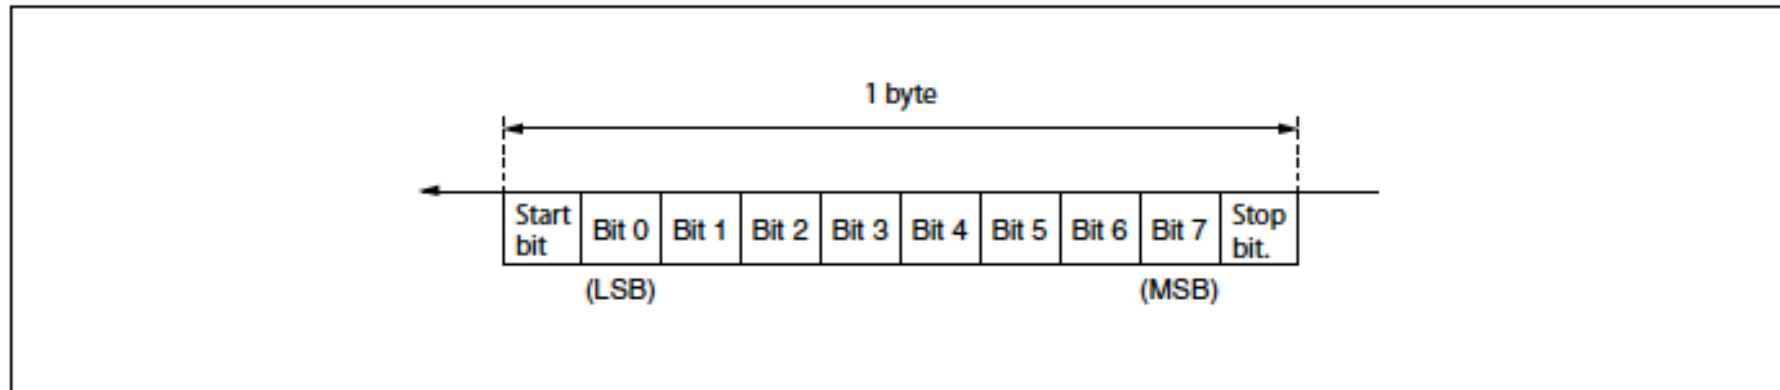 1 byte
Start bit Bit 0 Bit 1 Bit 2 Bit 3 Bit 4 Bit 5 Bit 6 Bit 7 Stop bit.
(LSB) (MSB)